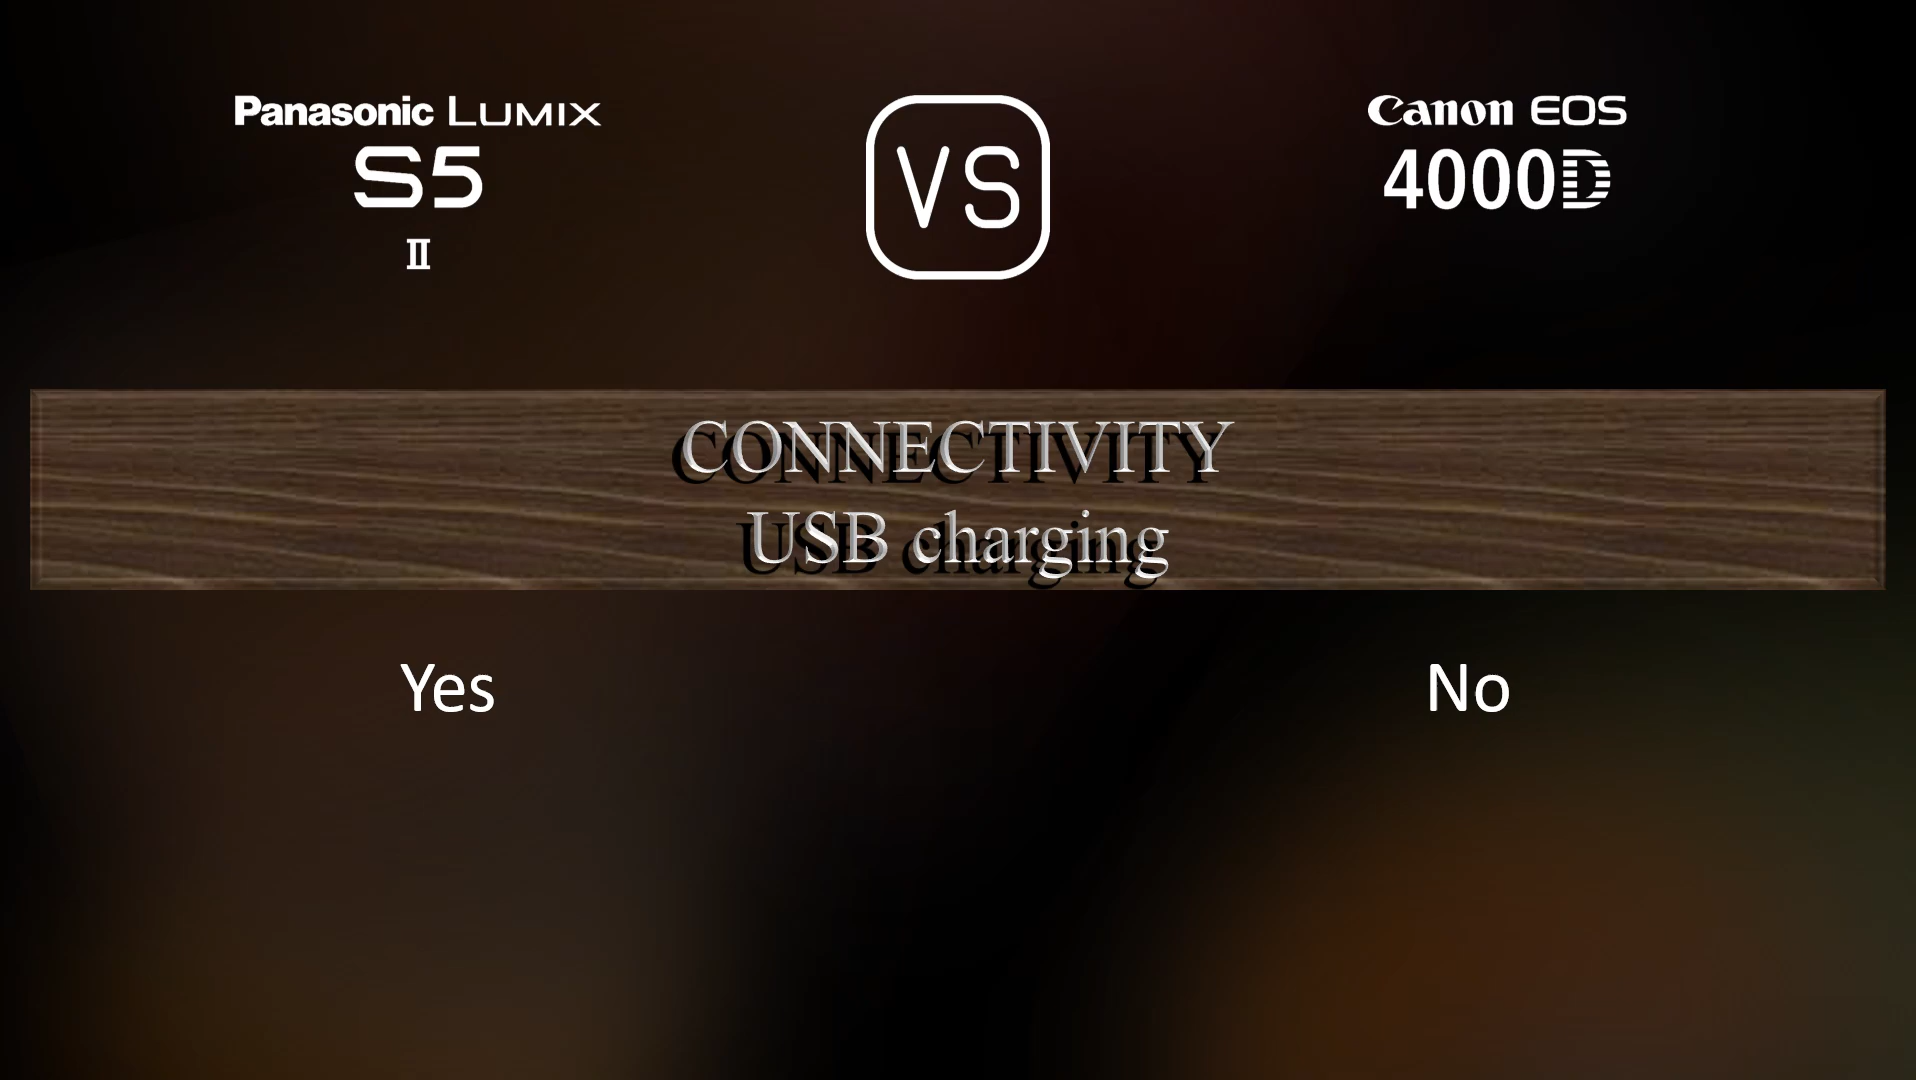 Panasonic LUMIX
S5
II
VS
Canon EOS
4000D
CONNECTIVITY
USB charging
Yes
No